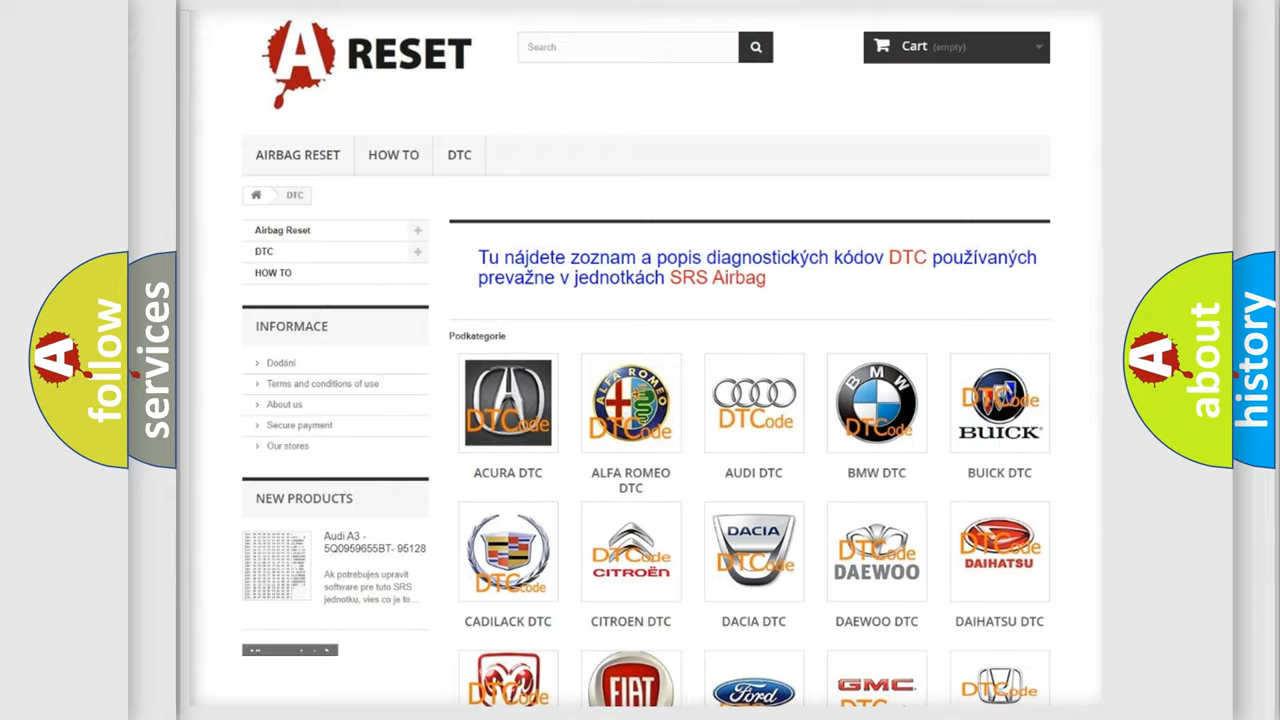 A RESET
Search
Cart (empty)
AIRBAG RESET
HOW TO
DTC
DTC
Airbag Reset
DTC
HOW TO
Tu nájdete zoznam a popis diagnostických kódov DTC používaných
prevažne v jednotkách SRS Airbag
INFORMACE
Dodání
Terms and conditions of use
About us
Secure payment
Our stores
NEW PRODUCTS
Audi A3 -
5Q0959655BT- 95128
Ak potrebujes upravit
software pre tuto SRS
jednotku, vies co je to...
Podkategorie
DTCode
ALFA ROMEO
DTCode
DTCode
BMW
DTCode
DTCode
BUICK
ACURA DTC
ALFA ROMEO
DTC
AUDI DTC
BMW DTC
BUICK DTC
DTCode
DTCode
CITROËN
DACIA
DTCode
DTCode
DAEWOO
DTCode
DAIHATSU
CADILACK DTC
CITROEN DTC
DACIA DTC
DAEWOO DTC
DAIHATSU DTC
DTCode
FIAT
Ford
GMC
DTCode
A follow
services
A about
history